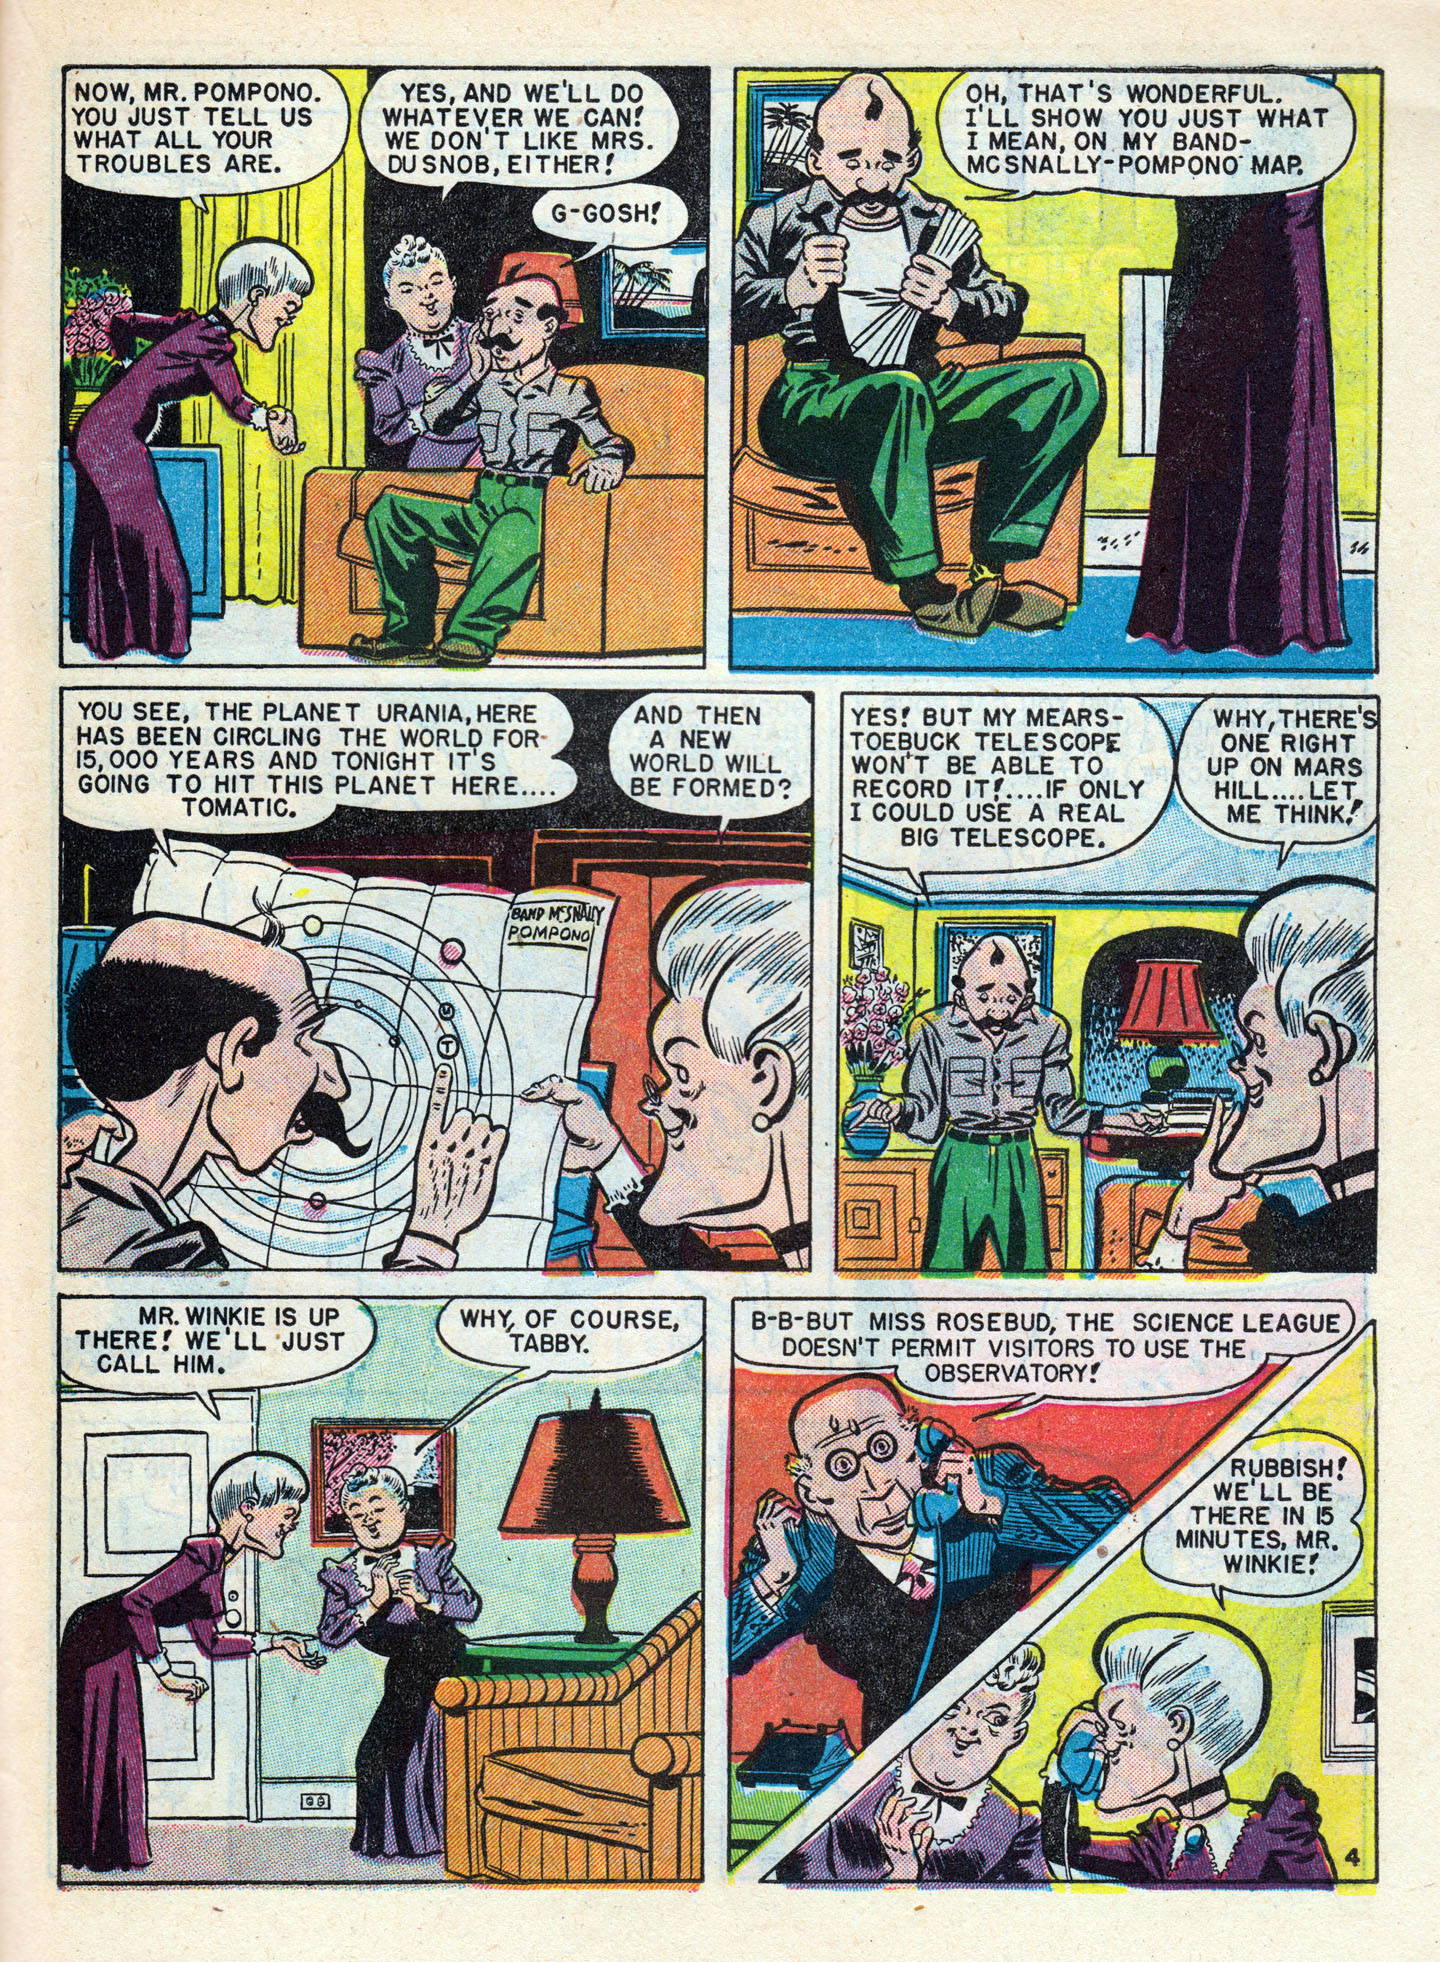 NOW, MR. POMPONO.
YOU JUST TELL US
WHAT ALL YOUR
TROUBLES ARE.
YES, AND WE'LL DO
WHATEVER WE CAN!
WE DON'T LIKE MRS.
DUSNOB, EITHER!
G-GOSH!
OH, THAT'S WONDERFUL.
I'LL SHOW YOU JUST WHAT
I MEAN, ON MY BAND-
MCSNALLY-POMPONO MAP.
YOU SEE, THE PLANET URANIA, HERE
HAS BEEN CIRCLING THE WORLD FOR
15,000 YEARS AND TONIGHT IT'S
GOING TO HIT THIS PLANET HERE....
TOMATIC.
AND THEN
A NEW
WORLD WILL
BE FORMED?
BAND MCSNALLY
POMPONO
U
T
YES! BUT MY MEARS-
TOEBUCK TELESCOPE
WON'T BE ABLE TO
RECORD IT!....IF ONLY
I COULD USE A REAL
BIG TELESCOPE.
WHY, THERE'S
ONE RIGHT
UP ON MARS
HILL....LET
ME THINK!
MR. WINKIE IS UP
THERE! WE'LL JUST
CALL HIM.
WHY, OF COURSE,
TABBY.
B-B-BUT MISS ROSEBUD, THE SCIENCE LEAGUE
DOESN'T PERMIT VISITORS TO USE THE
OBSERVATORY!
RUBBISH!
WE'LL BE
THERE IN 15
MINUTES, MR.
WINKIE!
4